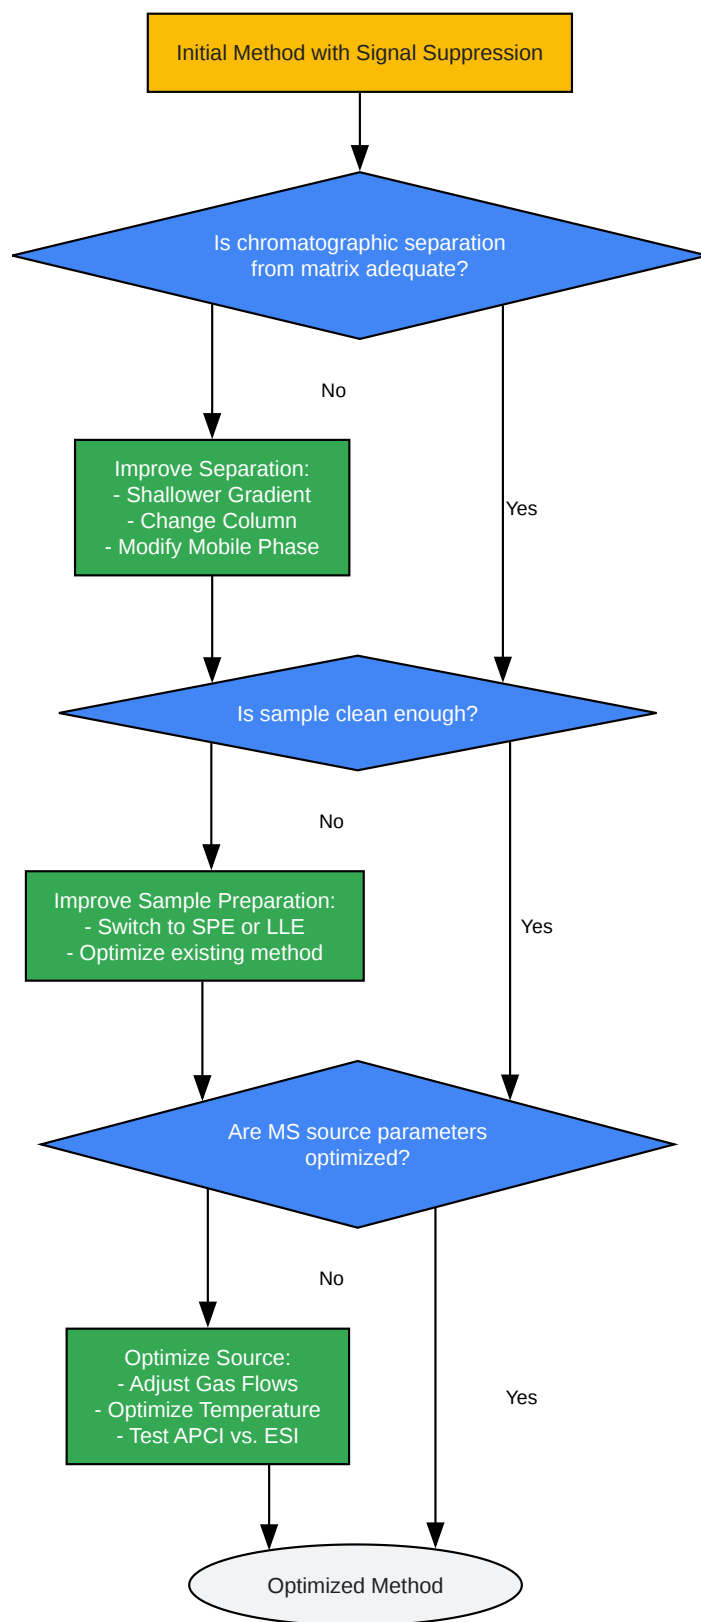 Initial Method with Signal Suppression
Is chromatographic separation
from matrix adequate?
No
Improve Separation:
- Shallower Gradient
- Change Column
- Modify Mobile Phase
Yes
Is sample clean enough?
No
Improve Sample Preparation:
- Switch to SPE or LLE
- Optimize existing method
Yes
Are MS source parameters
optimized?
No
Optimize Source:
- Adjust Gas Flows
- Optimize Temperature
- Test APCI vs. ESI
Yes
Optimized Method